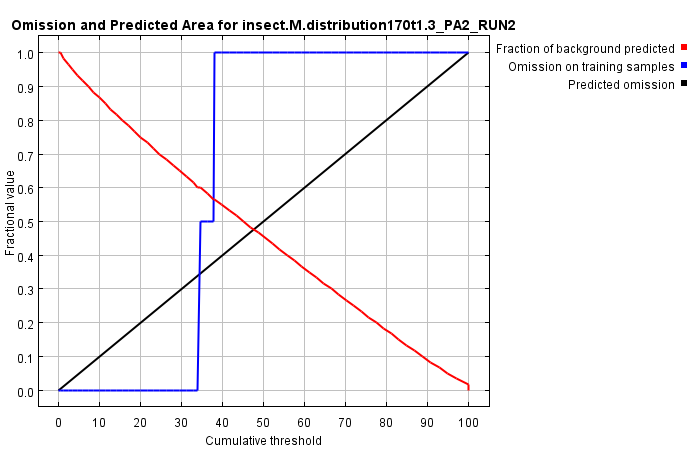 Omission and Predicted Area for insect.M.distribution170t1.3_PA2_RUN2
Fraction of background predicted
Omission on training samples
Predicted omission
Fractional value
1.0
0.9
0.8
0.7
0.6
0.5
0.4
0.3
0.2
0.1
0.0
0 10 20 30 40 50 60 70 80 90 100
Cumulative threshold